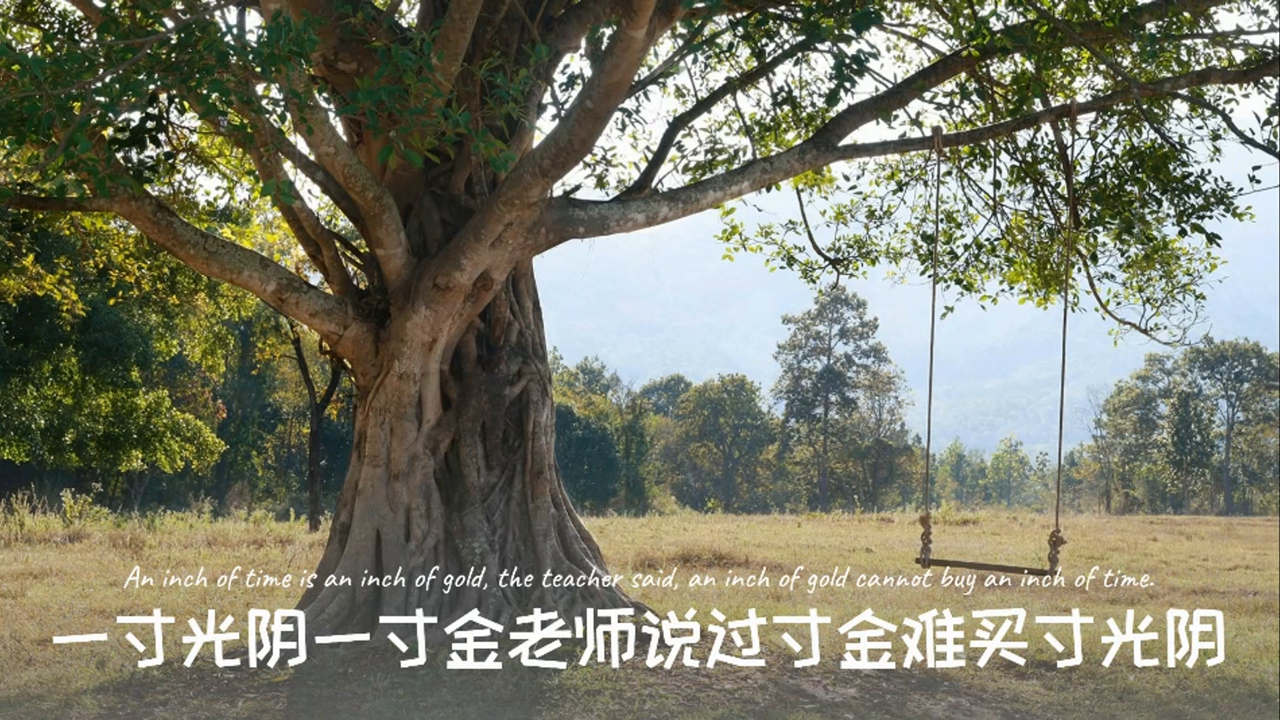 An inch of time is an inch of gold, the teacher said, an inch of gold cannot buy an inch of time.
一寸光阴一寸金老师说过寸金难买寸光阴